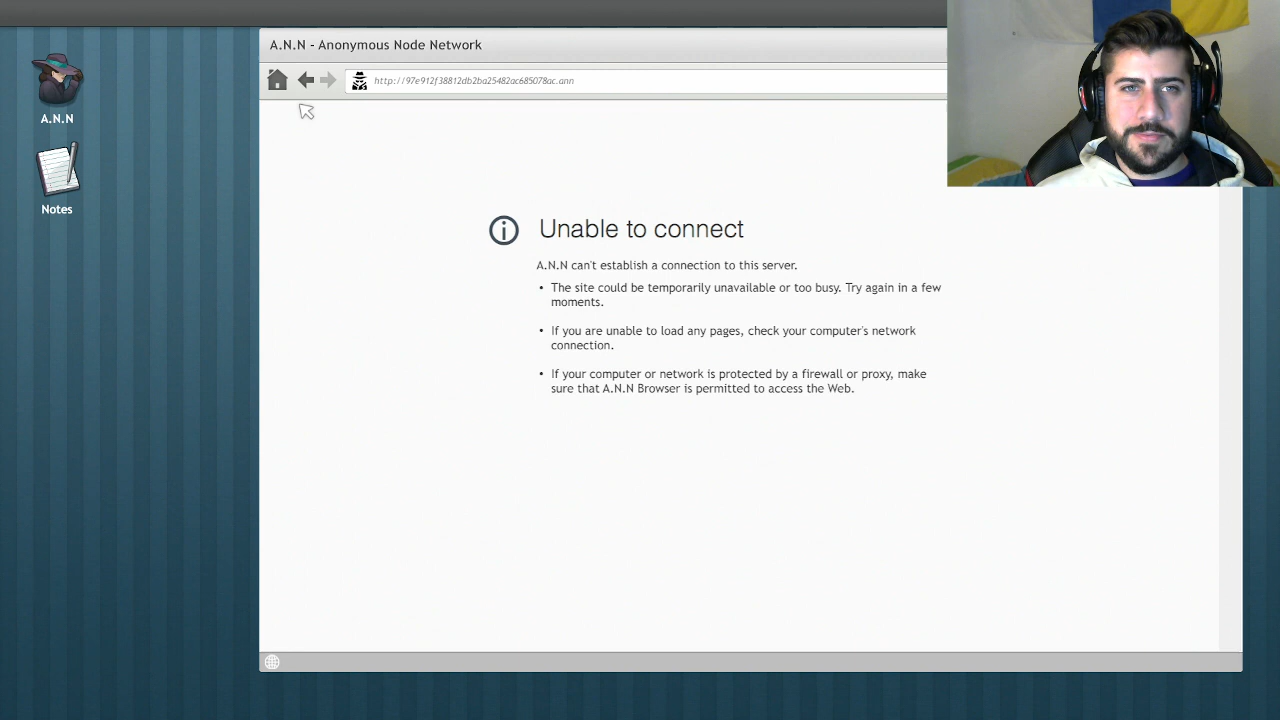 A.N.N - Anonymous Node Network
http://97e912f38812db2ba25482ac685078ac.ann
A.N.N
Notes
Unable to connect
A.N.N can't establish a connection to this server.
• The site could be temporarily unavailable or too busy. Try again in a few
moments.
• If you are unable to load any pages, check your computer's network
connection.
• If your computer or network is protected by a firewall or proxy, make
sure that A.N.N Browser is permitted to access the Web.